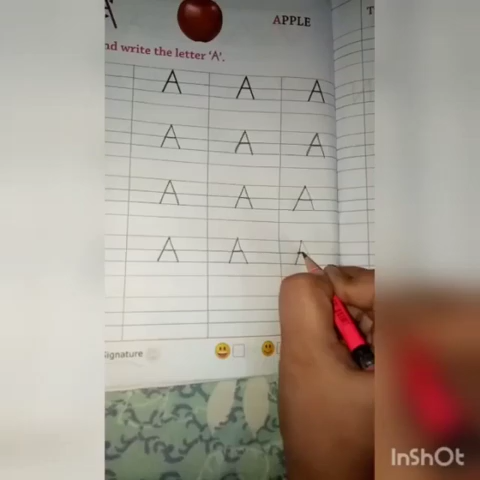 A
APPLE
nd write the letter 'A'.
A A A
A A A
A A A
A A A
Signature
InShOt